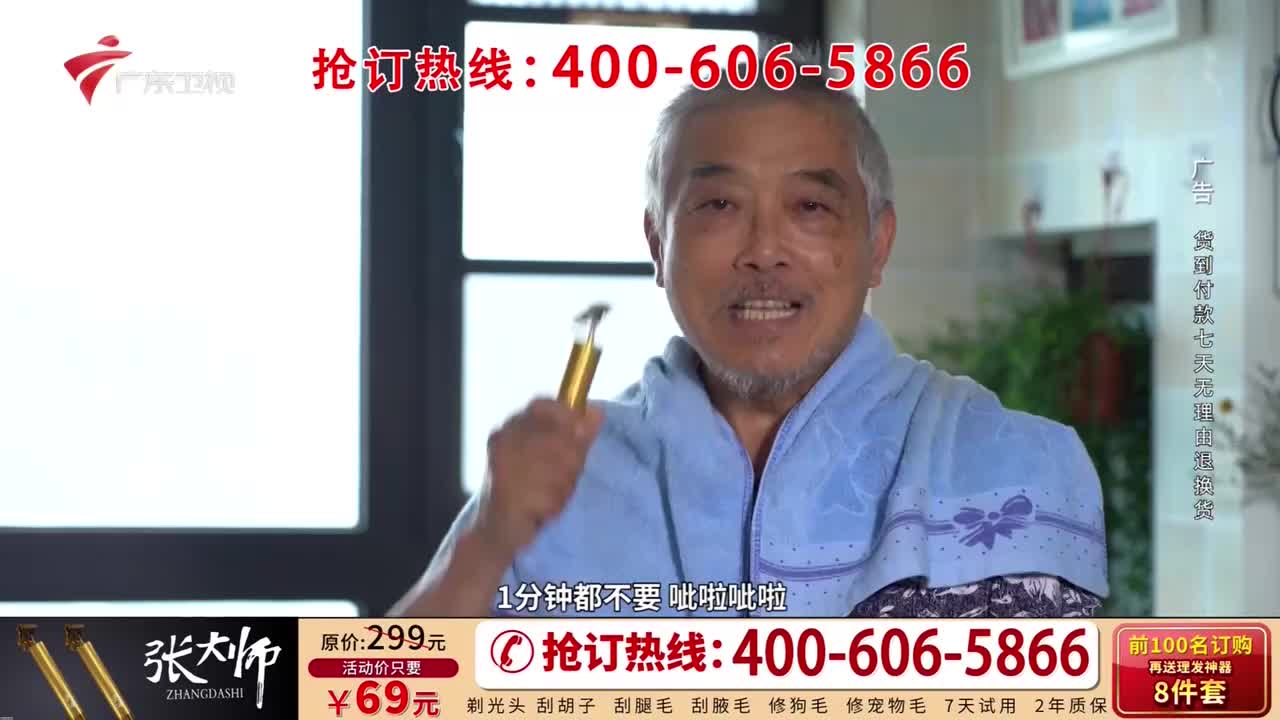 抢订热线：400-606-5866
广东卫视
广告 货到付款七天无理由退换货
1分钟都不要 呲啦呲啦
张大师
ZHANGDASHI
原价:299元
活动价只要
￥69元
抢订热线：400-606-5866
剃光头 刮胡子 刮腿毛 刮腋毛 修狗毛 修宠物毛 7天试用 2年质保
前100名订购
再送理发神器
8件套